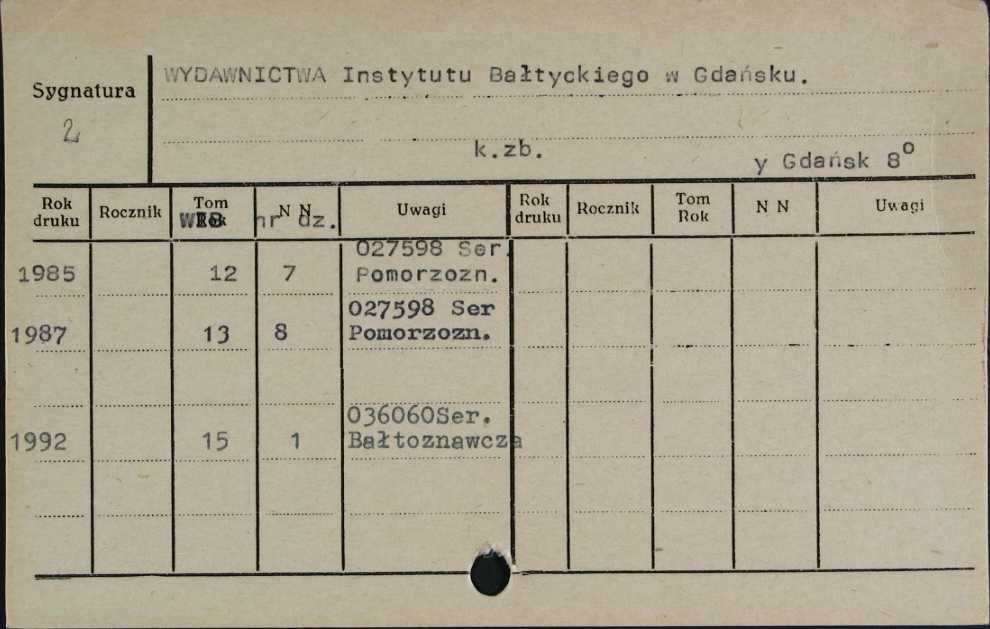 WYDAWNICTWA Instytutu Bałtyckiego w Gdańsku.
Sygnatura
2
k.zb.
y Gdańsk 8°
Rok druku Rocznik Tom Rok N N Uwagi Rok druku Rocznik Tom Rok N N Uwagi
nr dz.
027598 Ser.
1985 12 7 Pomorzozn.
027598 Ser
1987 13 8 Pomorzozn.
036060Ser.
1992 15 1 Bałtoznawcza